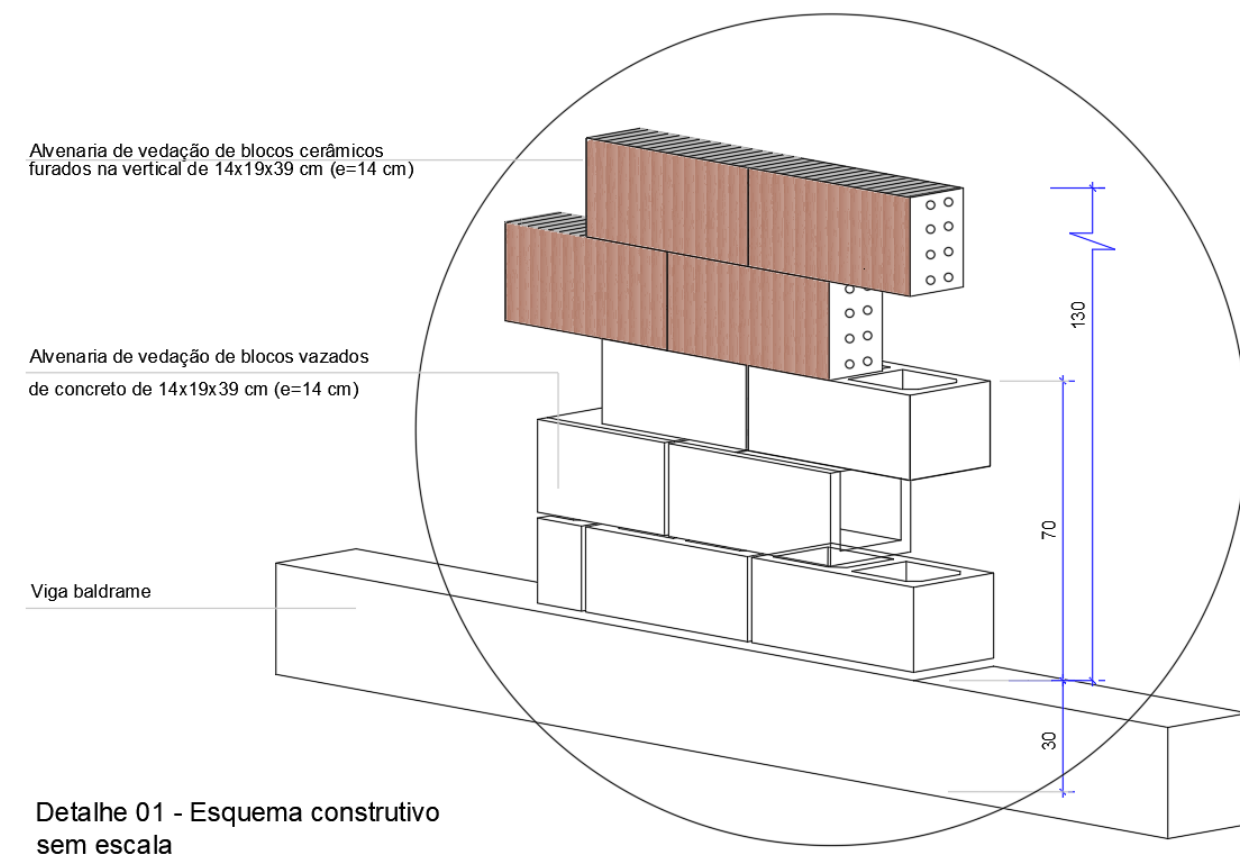 Alvenaria de vedação de blocos cerâmicos
furados na vertical de 14x19x39 cm (e=14 cm)
130
Alvenaria de vedação de blocos vazados
de concreto de 14x19x39 cm (e=14 cm)
70
Viga baldrame
30
Detalhe 01 - Esquema construtivo
sem escala